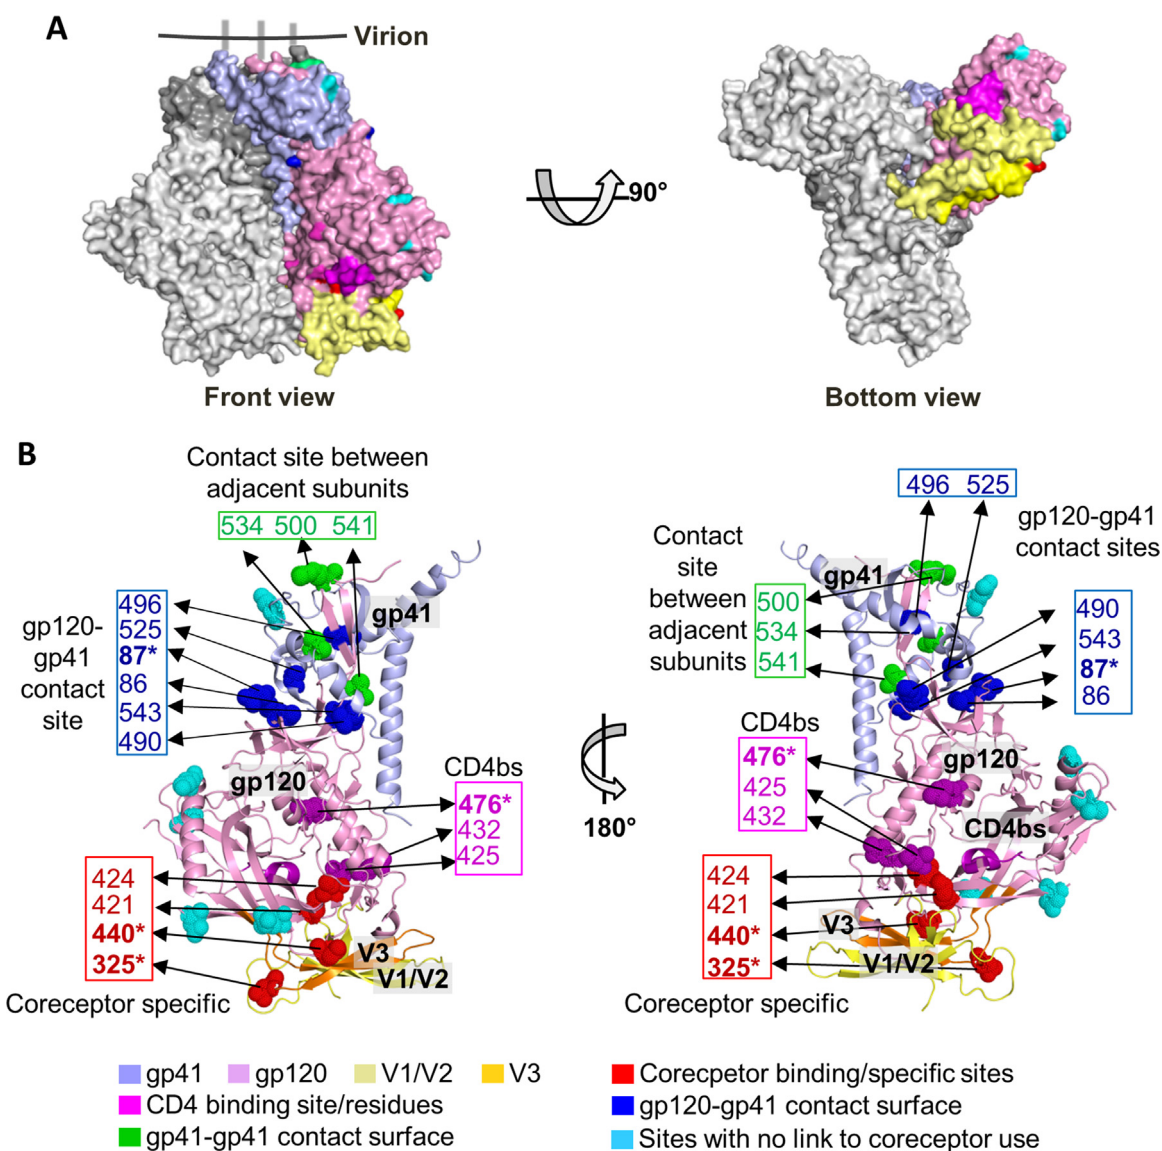 A
Virion
90°
Front view
Bottom view
B
Contact site between
adjacent subunits
534 500 541
gp41
496
525
87*
86
543
490
gp120-
gp41
contact
site
gp120
CD4bs
476*
432
425
424
421
440*
325*
V3
V1/V2
Coreceptor specific
180°
496 525
gp120-gp41
contact sites
Contact
site
between
adjacent
subunits
gp41
500
534
541
490
543
87*
86
476*
425
432
gp120
CD4bs
424
421
440*
325*
V3
V1/V2
Coreceptor specific
gp41 gp120 V1/V2 V3
CD4 binding site/residues
gp41-gp41 contact surface
Corecpetor binding/specific sites
gp120-gp41 contact surface
Sites with no link to coreceptor use